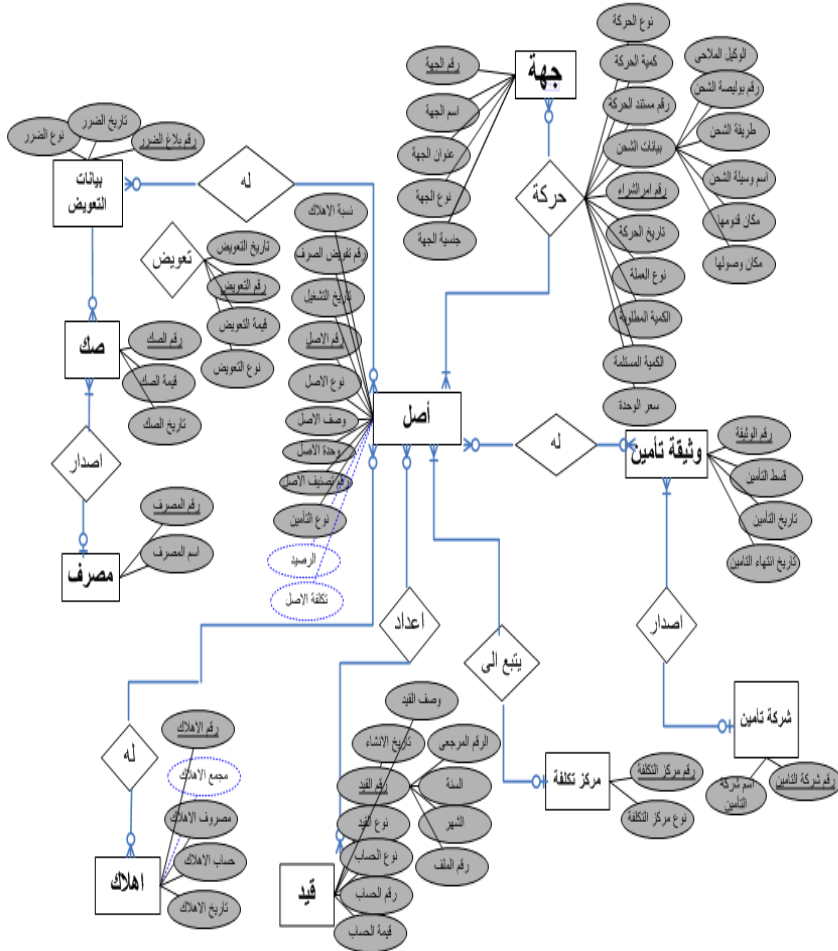 نوع الحركة
كمية الحركة
رقم مستند الحركة
بيانات الشحن
رقم امر الشراء
تاريخ الحركة
نوع العملة
الكمية المطلوبة
الكمية المستلمة
سعر الوحدة
الوكيل الملاحى
رقم بوليصة الشحن
طريقة الشحن
اسم وسيلة الشحن
مكان قدومها
مكان وصولها
جهة
رقم الجهة
اسم الجهة
عنوان الجهة
نوع الجهة
جنسية الجهة
حركة
تاريخ الضرر
نوع الضرر
رقم بلاغ الضرر
بيانات
التعويض
له
تعويض
تاريخ التعويض
رقم التعويض
قيمة التعويض
نوع التعويض
نسبة الاهلاك
رقم تفويض الصرف
تاريخ التشغيل
رقم الاصل
نوع الاصل
وصف الاصل
وحدة الاصل
رقم تصنيف الاصل
نوع التأمين
الرصيد
تكلفة الاصل
أصل
صك
رقم الصك
قيمة الصك
تاريخ الصك
اصدار
مصرف
رقم المصرف
اسم المصرف
له
وثيقة تأمين
رقم الوثيقة
قسط التأمين
تاريخ التأمين
تاريخ انتهاء التامين
اصدار
شركة تأمين
رقم شركة التامين
اسم شركة
التأمين
يتبع الى
مركز تكلفة
رقم مركز التكلفة
نوع مركز التكلفة
اعداد
وصف القيد
تاريخ الانشاء
رقم القيد
نوع القيد
نوع الحساب
رقم الحساب
قيمة الحساب
الرقم المرجعي
السنة
الشهر
رقم الملف
قيد
له
رقم الاهلاك
مجمع الاهلاك
مصروف الاهلاك
حساب الاهلاك
تاريخ الاهلاك
اهلاك